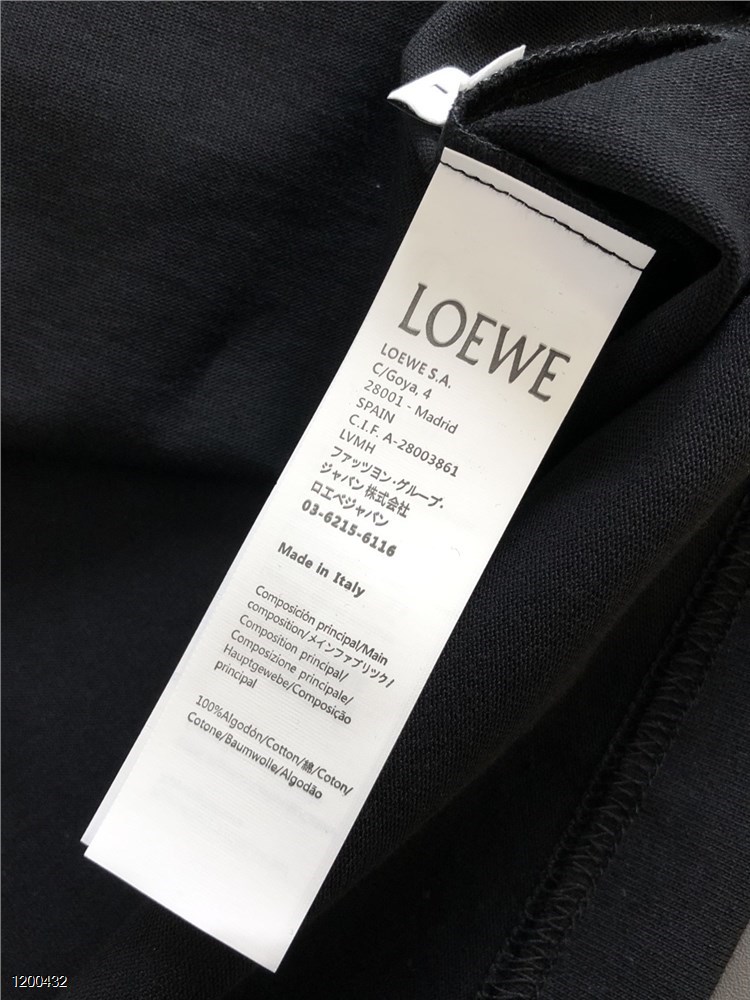 LOEWE
LOEWE S.A.
C/Goya, 4
28001 - Madrid
SPAIN
C.I.F. A-28003861
LVMH
ファッツヨン・グループ・
ジャパン株式会社
ロエベジャパン
03-6215-6116
Made in Italy
Composición principal/Main
composition/メインファブリック/
Composition principal/
Composizione principale/
Hauptgewebe/Composição
principal
100%Algodón/Cotton/綿/Coton/
Cotone/Baumwolle/Algodão
1200432